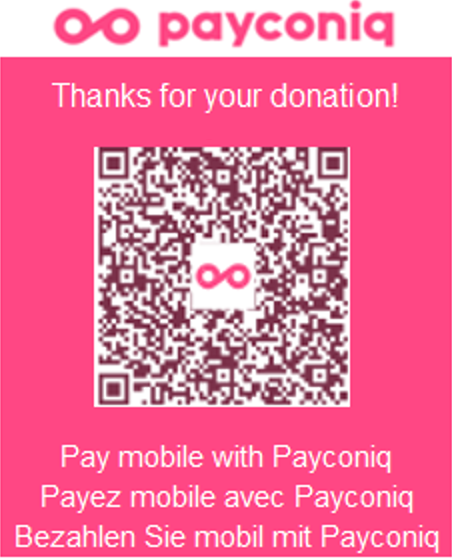 payconiq
Thanks for your donation!
Pay mobile with Payconiq
Payez mobile avec Payconiq
Bezahlen Sie mobil mit Payconiq